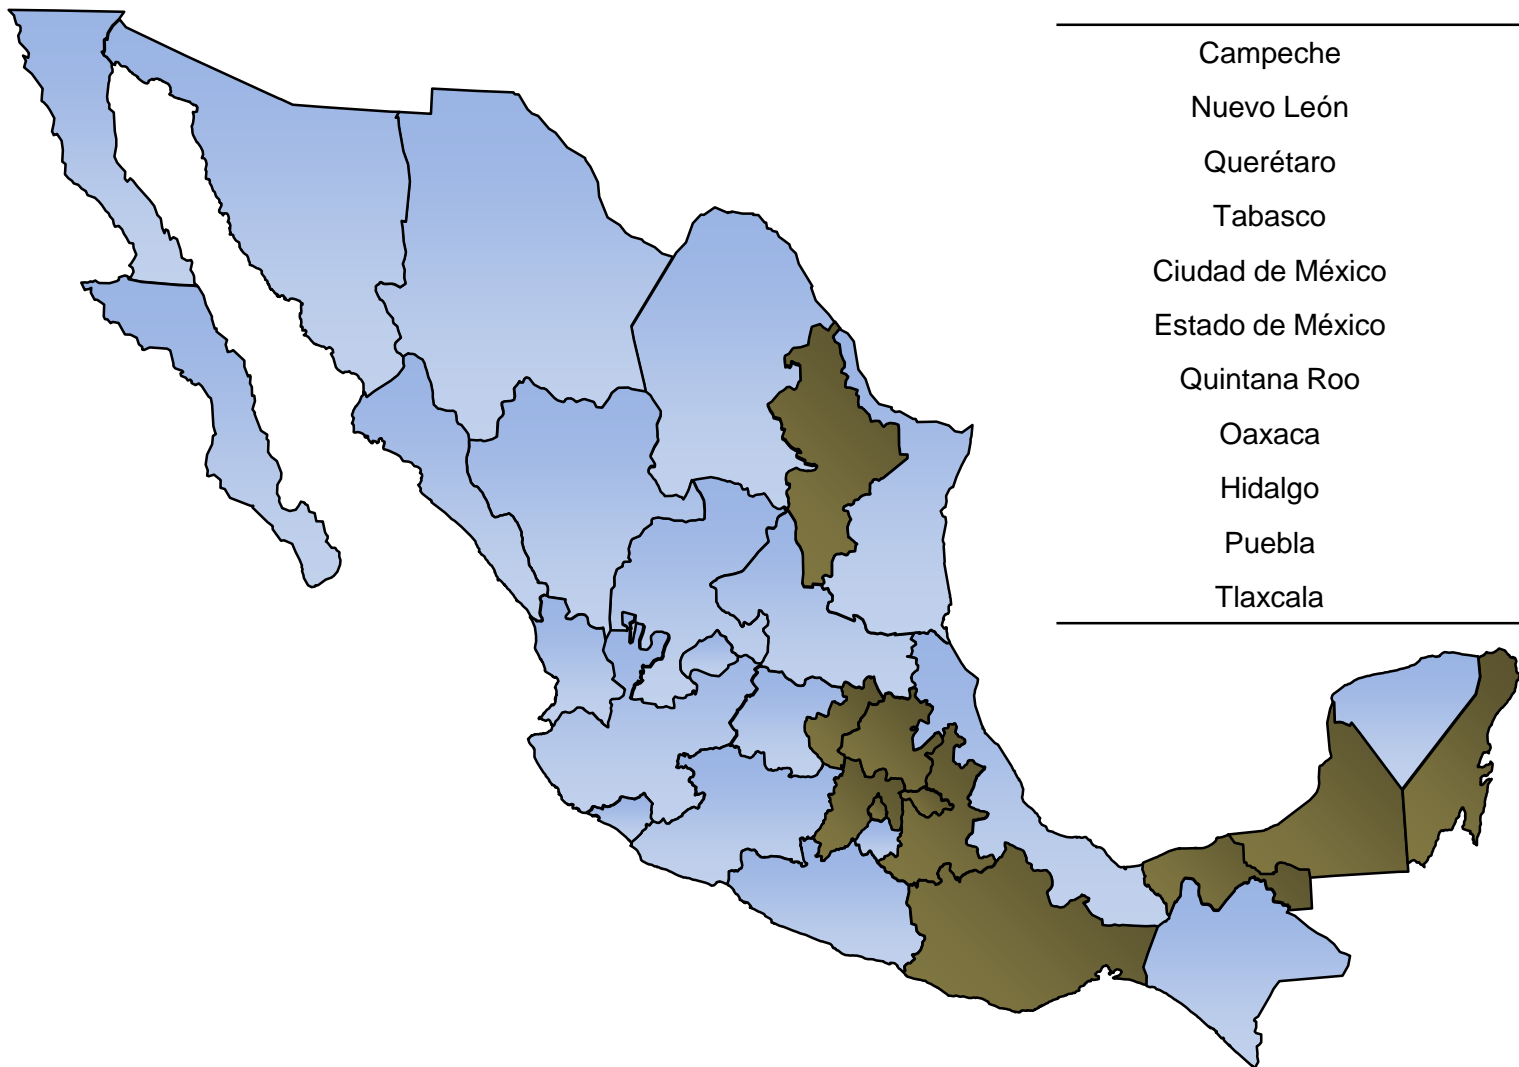 Campeche
Nuevo León
Querétaro
Tabasco
Ciudad de México
Estado de México
Quintana Roo
Oaxaca
Hidalgo
Puebla
Tlaxcala